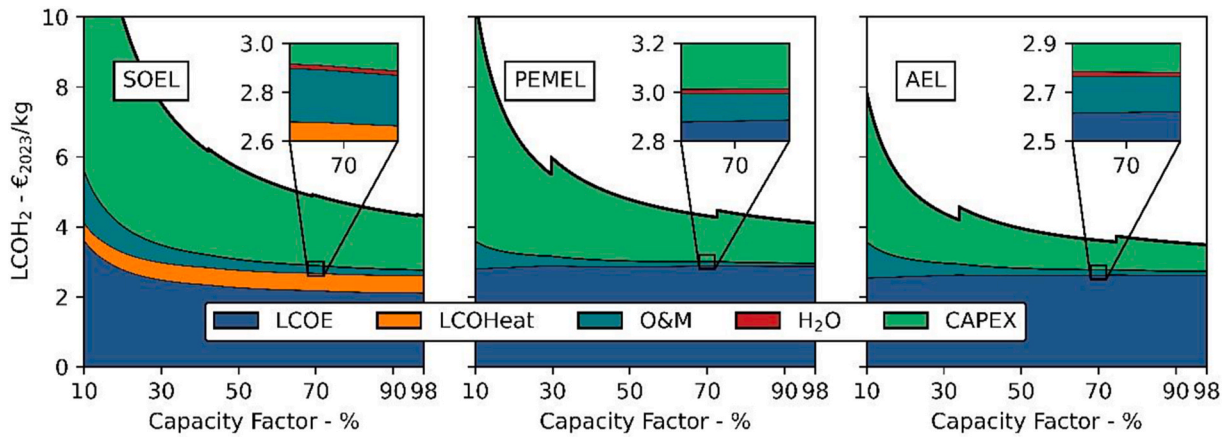 LCOH₂ - €₂₀₂₃/kg
10
8
6
4
2
0
SOEL
3.0
2.8
2.6
70
PEMEL
3.2
3.0
2.8
70
AEL
2.9
2.7
2.5
70
LCOE LCOHeat O&M H₂O CAPEX
10 30 50 70 90 98
10 30 50 70 90 98
10 30 50 70 90 98
Capacity Factor - %
Capacity Factor - %
Capacity Factor - %